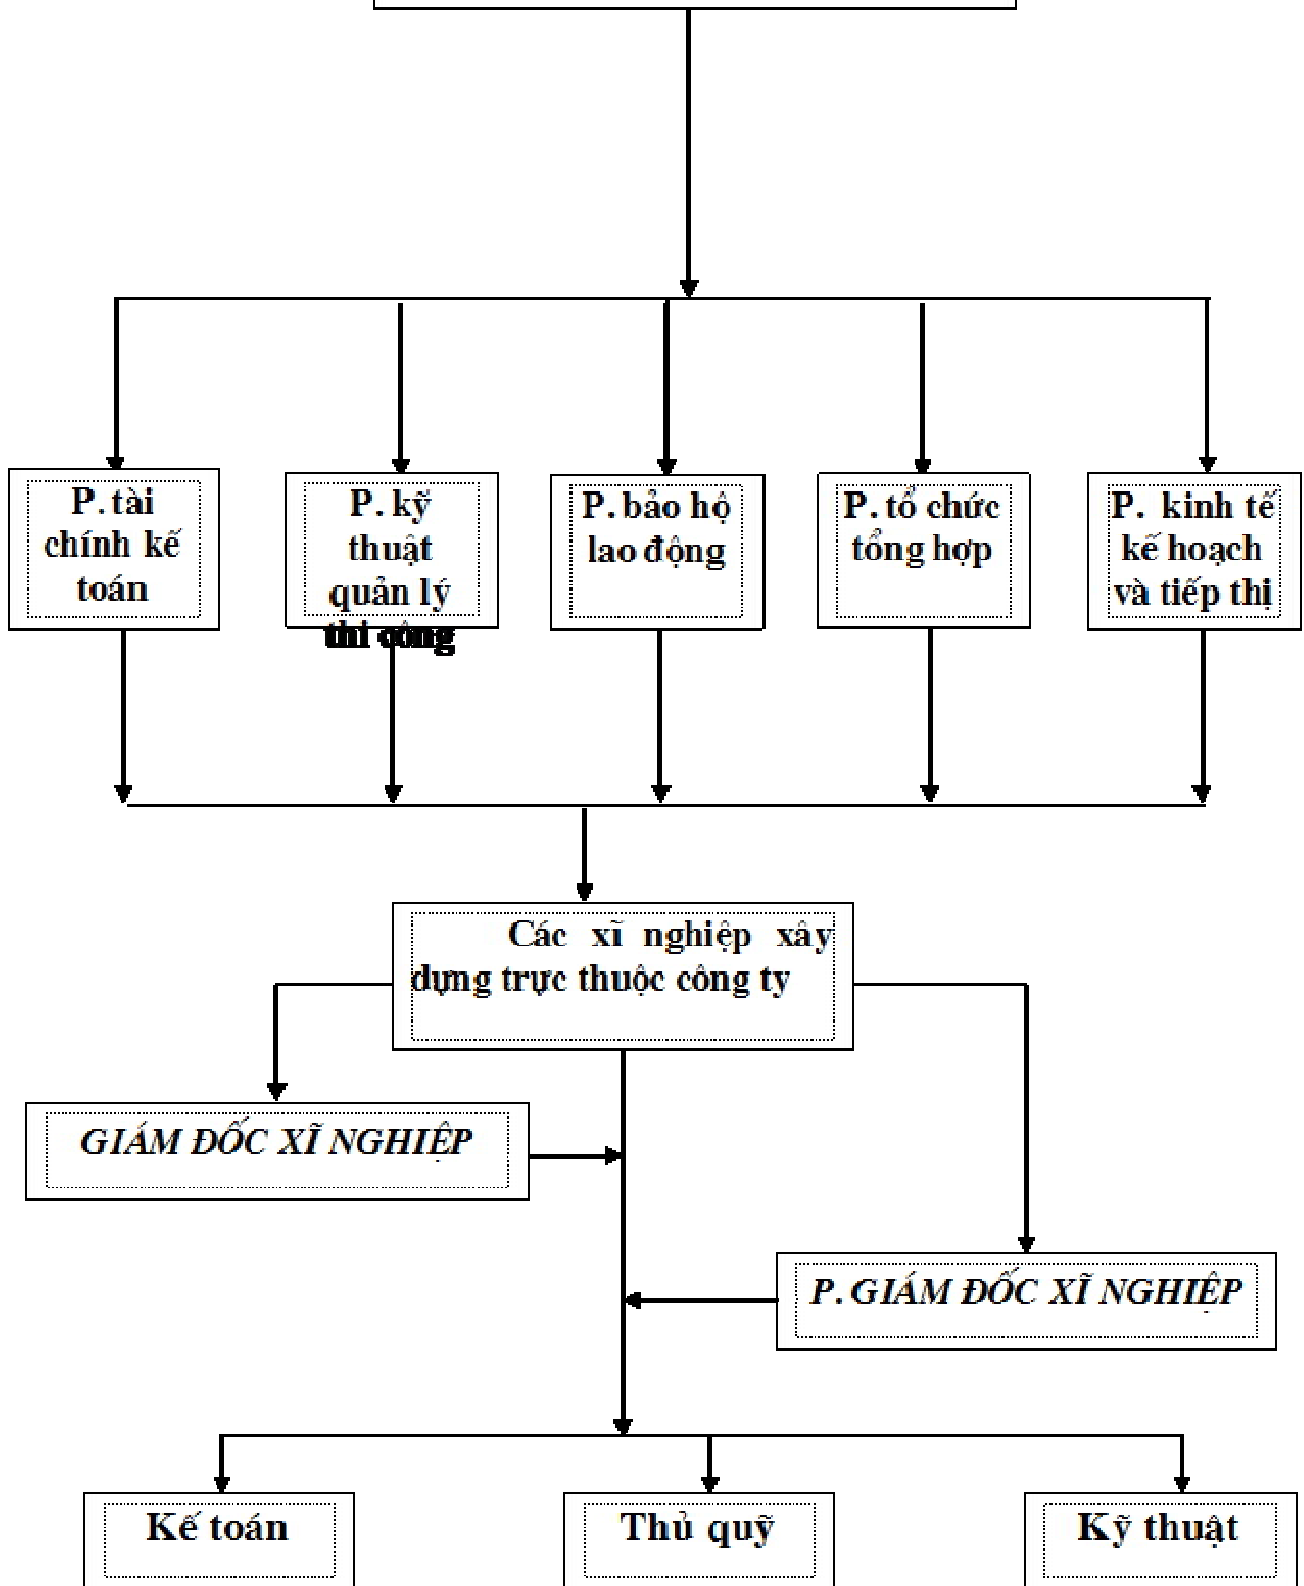 P. tài
chính kế
toán
P. kỹ
thuật
quản lý
thi công
P. bảo hộ
lao động
P. tổ chức
tổng hợp
P. kinh tế
kế hoạch
và tiếp thị
Các xĩ nghiệp xây
dựng trực thuộc công ty
GIÁM ĐỐC XĨ NGHIỆP
P. GIÁM ĐỐC XĨ NGHIỆP
Kế toán
Thủ quỹ
Kỹ thuật